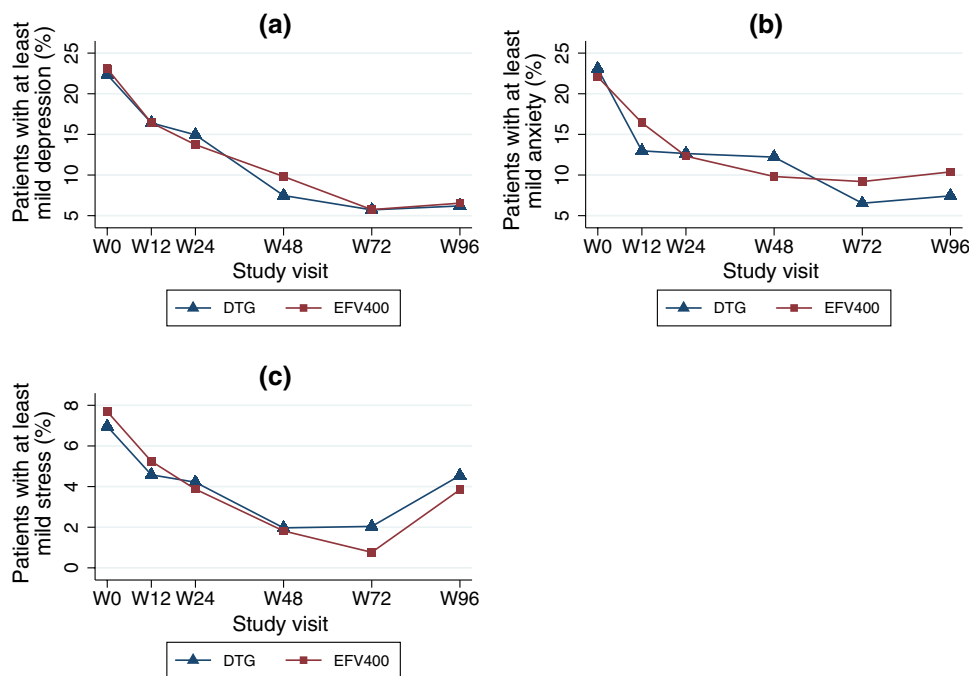 (a)
Patients with at least
mild depression (%)
25
20
15
10
5
W0 W12 W24 W48 W72 W96
Study visit
DTG EFV400
(b)
Patients with at least
mild anxiety (%)
25
20
15
10
5
W0 W12 W24 W48 W72 W96
Study visit
DTG EFV400
(c)
Patients with at least
mild stress (%)
8
6
4
2
0
W0 W12 W24 W48 W72 W96
Study visit
DTG EFV400